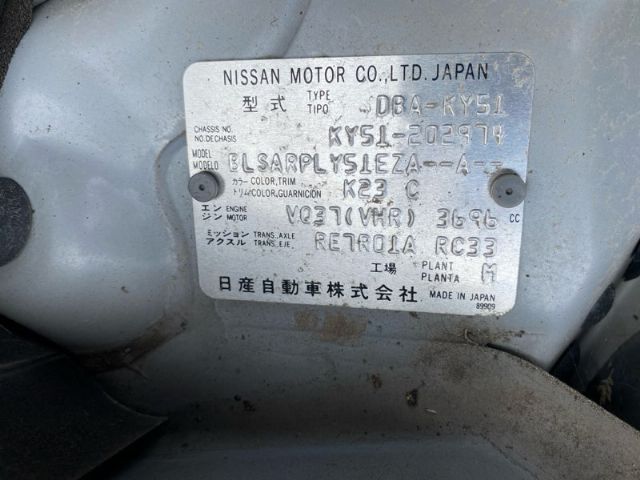 NISSAN MOTOR CO., LTD. JAPAN
型式 TYPE TIPO DBA-KY51
CHASSIS NO. NO.DECHASIS KY51-202974
MODEL MODELO BLSARPLY51EZA--A--
カラー COLOR,TRIM トリム COLOR,GUARNICION K23 C
エンジン ENGINE MOTOR VQ37(VHR) 3696 CC
ミッション アクスル TRANS.,AXLE TRANS.,EJE. RE7R01A RC33
工場 PLANT PLANTA M
日産自動車株式会社 MADE IN JAPAN
89909